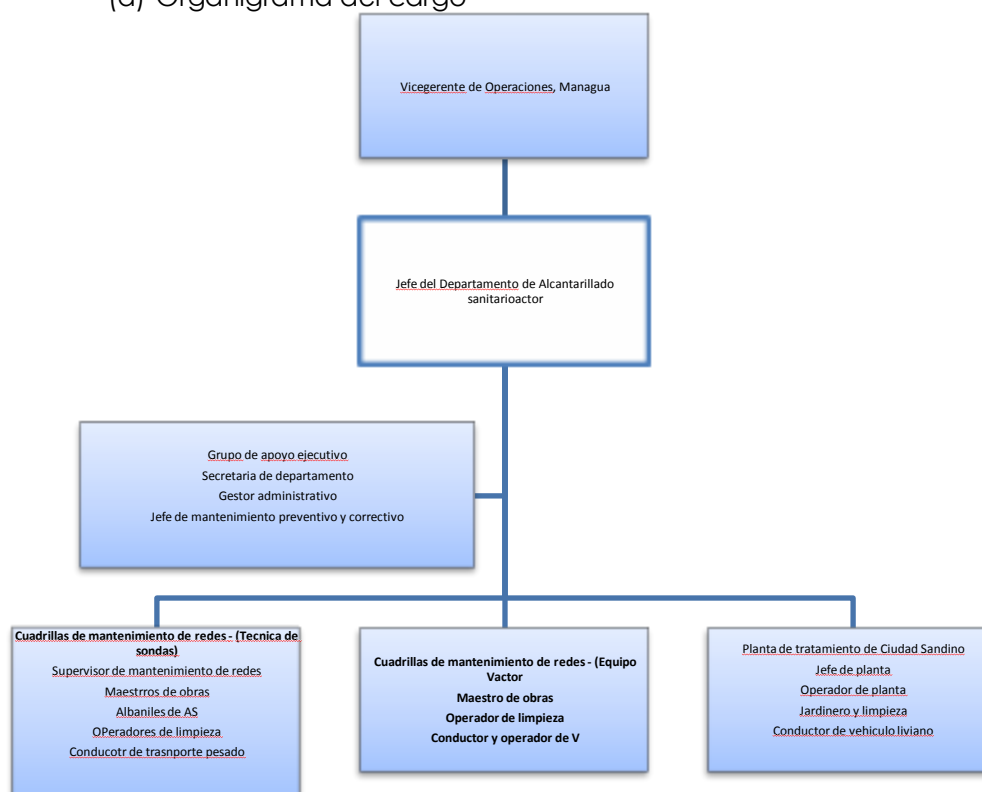 (a) Organigrama del cargo
Vicegerente de Operaciones, Managua
Jefe del Departamento de Alcantarillado
sanitarioactor
Grupo de apoyo ejecutivo
Secretaria de departamento
Gestor administrativo
Jefe de mantenimiento preventivo y correctivo
Cuadrillas de mantenimiento de redes - (Tecnica de
sondas)
Supervisor de mantenimiento de redes
Maestrros de obras
Albaniles de AS
OPeradores de limpieza
Conducotr de trasnporte pesado
Cuadrillas de mantenimiento de redes - (Equipo
Vactor
Maestro de obras
Operador de limpieza
Conductor y operador de V
Planta de tratamiento de Ciudad Sandino
Jefe de planta
Operador de planta
Jardinero y limpieza
Conductor de vehiculo liviano